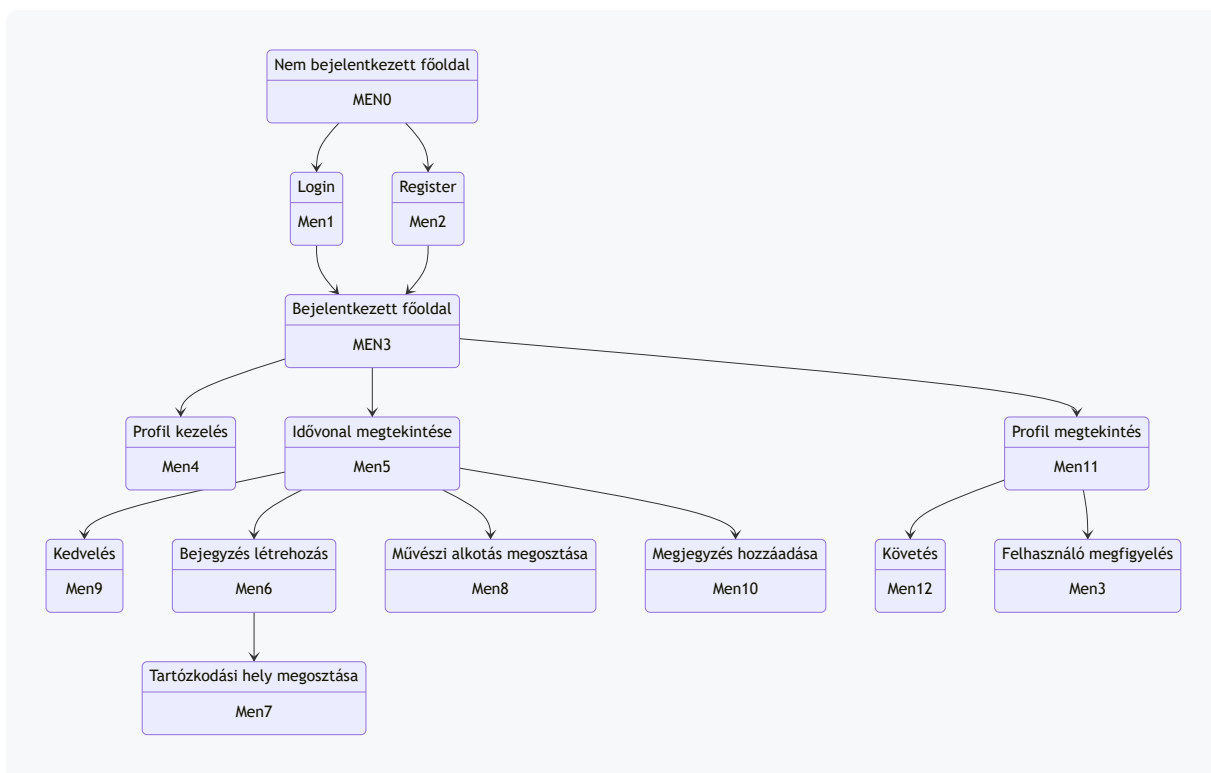 Nem bejelentkezett főoldal
MEN0
Login
Men1
Register
Men2
Bejelentkezett főoldal
MEN3
Profil kezelés
Men4
Idővonal megtekintése
Men5
Profil megtekintés
Men11
Kedvelés
Men9
Bejegyzés létrehozás
Men6
Művészi alkotás megosztása
Men8
Megjegyzés hozzáadása
Men10
Követés
Men12
Felhasználó megfigyelés
Men3
Tartózkodási hely megosztása
Men7